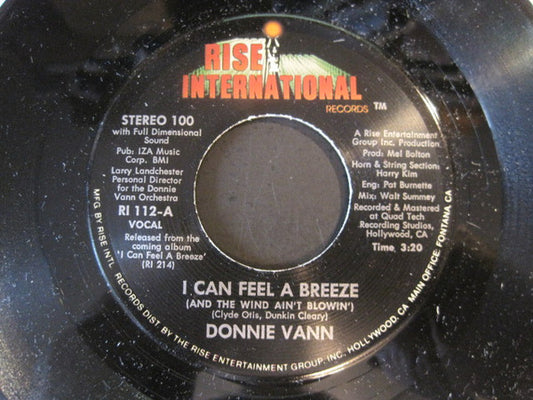 RISE
INTERNATIONAL
RECORDS TM
STEREO 100
with Full Dimensional
Sound
Pub: IZA Music
Corp. BMI
Larry Landchester
Personal Director
for the Donnie
Vann Orchestra
RI 112-A
VOCAL
Released from the
coming album
'I Can Feel A Breeze'
(RI 214)
A Rise Entertainment
Group Inc. Production
Prod: Mel Bolton
Horn & String Section:
Harry Kim
Eng: Pat Burnette
Mix: Walt Summey
Recorded & Mastered
at Quad Tech
Recording Studios,
Hollywood, CA
Time: 3:20
I CAN FEEL A BREEZE
(AND THE WIND AIN'T BLOWIN')
(Clyde Otis, Dunkin Cleary)
DONNIE VANN
MFG. BY RISE INTL. RECORDS DIST BY THE RISE ENTERTAINMENT GROUP, INC. HOLLYWOOD, CA MAIN OFFICE, FONTANA, CA